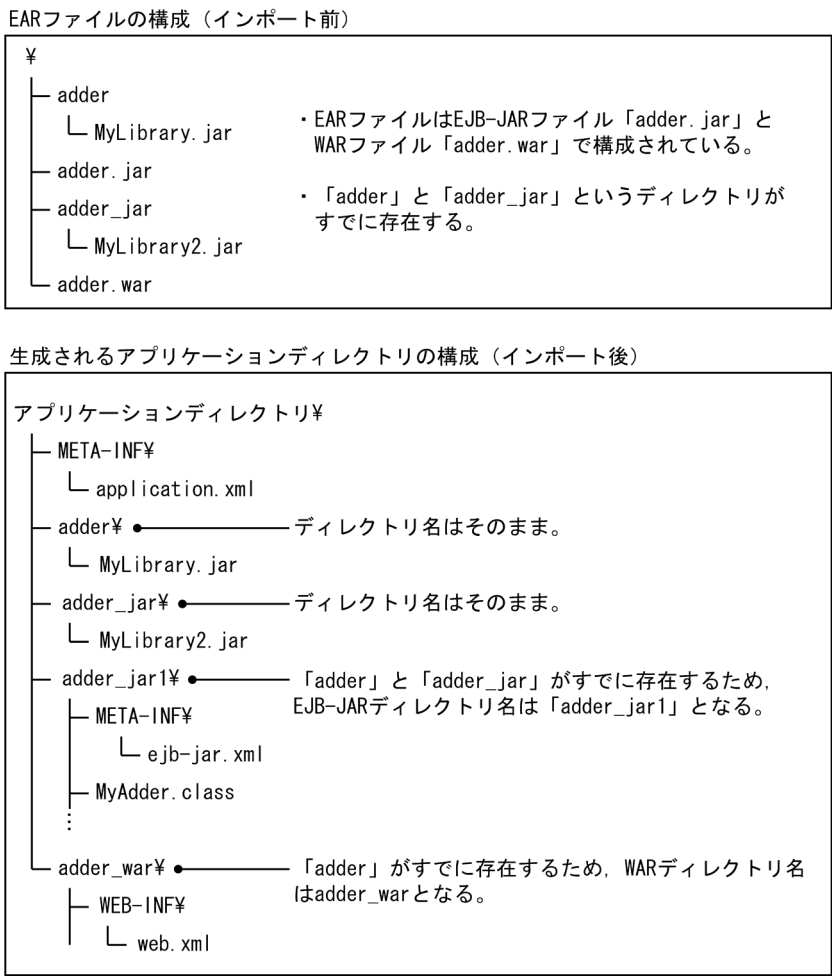 EARファイルの構成（インポート前）
¥
adder
MyLibrary.jar
adder.jar
adder_jar
MyLibrary2.jar
adder.war
・EARファイルはEJB-JARファイル「adder.jar」と
WARファイル「adder.war」で構成されている。
・「adder」と「adder_jar」というディレクトリが
すでに存在する。
生成されるアプリケーションディレクトリの構成（インポート後）
アプリケーションディレクトリ¥
META-INF¥
application.xml
adder¥ ディレクトリ名はそのまま。
MyLibrary.jar
adder_jar¥ ディレクトリ名はそのまま。
MyLibrary2.jar
adder_jar1¥ 「adder」と「adder_jar」がすでに存在するため，
EJB-JARディレクトリ名は「adder_jar1」となる。
META-INF¥
ejb-jar.xml
MyAdder.class
⋮
adder_war¥ 「adder」がすでに存在するため，WARディレクトリ名
はadder_warとなる。
WEB-INF¥
web.xml